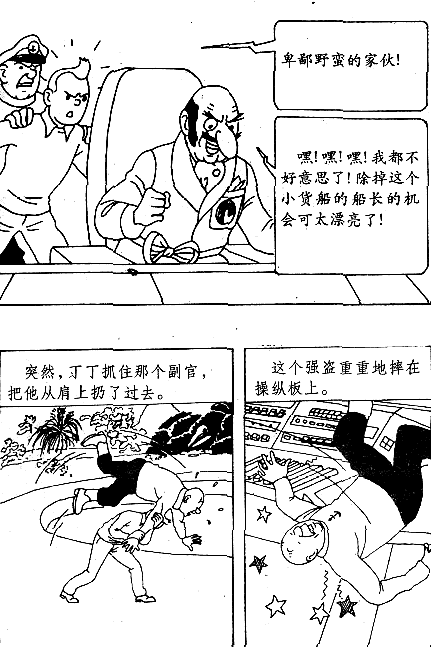 卑鄙野蛮的家伙!
嘿!嘿!嘿!我都不
好意思了!除掉这个
小货船的船长的机
会可太漂亮了!
突然,丁丁抓住那个副官,
把他从肩上扔了过去。
这个强盗重重地摔在
操纵板上。